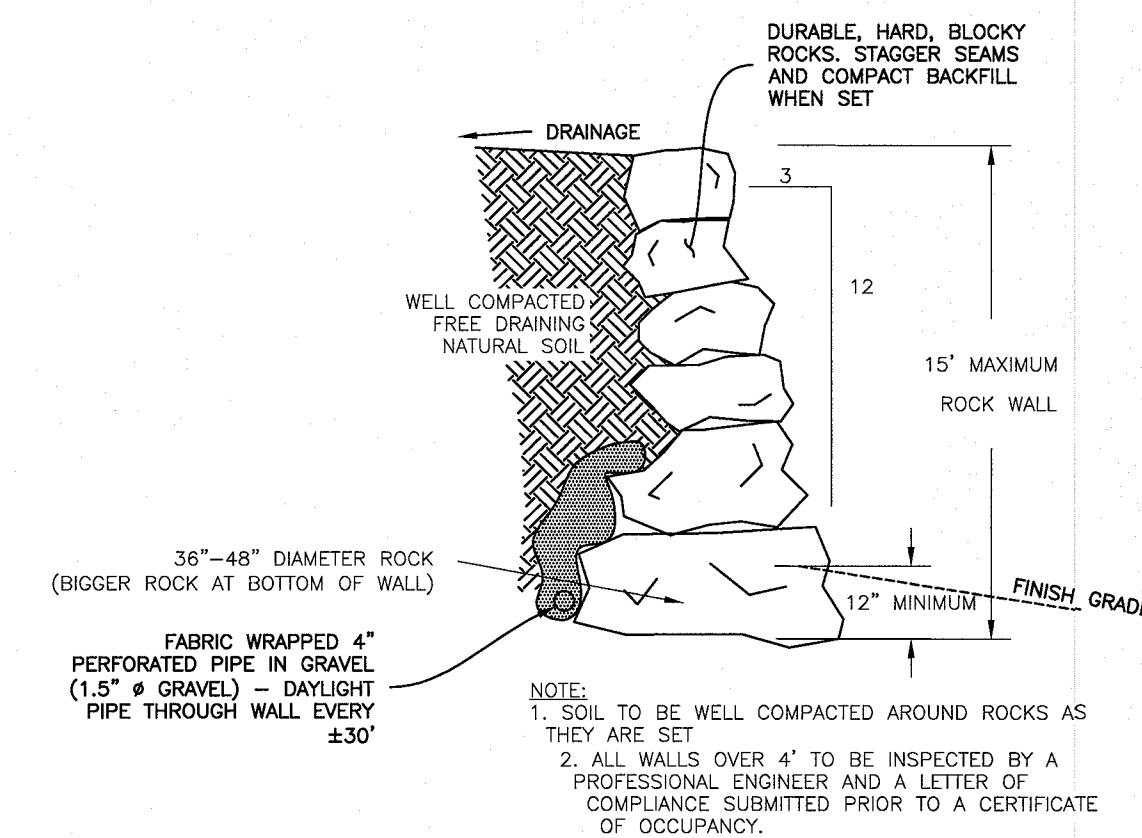 DURABLE, HARD, BLOCKY
ROCKS. STAGGER SEAMS
AND COMPACT BACKFILL
WHEN SET
DRAINAGE
3
12
WELL COMPACTED
FREE DRAINING
NATURAL SOIL
15' MAXIMUM
ROCK WALL
36"-48" DIAMETER ROCK
(BIGGER ROCK AT BOTTOM OF WALL)
12" MINIMUM
FINISH GRADE
FABRIC WRAPPED 4"
PERFORATED PIPE IN GRAVEL
(1.5" ø GRAVEL) – DAYLIGHT
PIPE THROUGH WALL EVERY
±30'
NOTE:
1. SOIL TO BE WELL COMPACTED AROUND ROCKS AS
THEY ARE SET
2. ALL WALLS OVER 4' TO BE INSPECTED BY A
PROFESSIONAL ENGINEER AND A LETTER OF
COMPLIANCE SUBMITTED PRIOR TO A CERTIFICATE
OF OCCUPANCY.